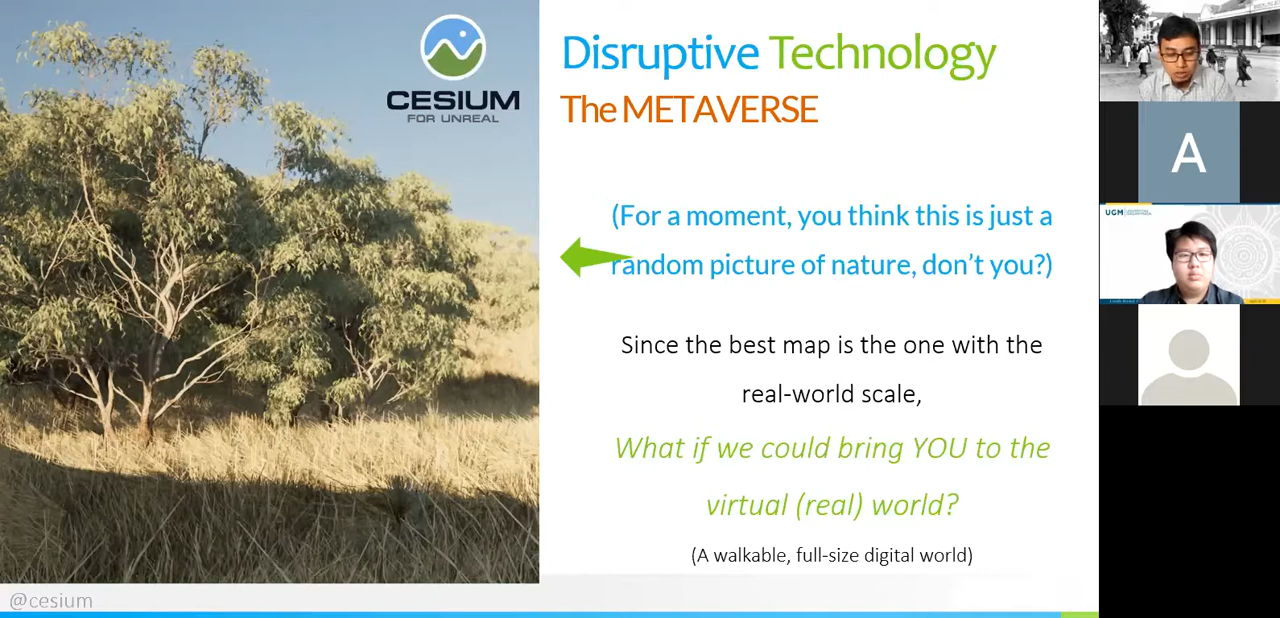 CESIUM
FOR UNREAL
Disruptive Technology
The METAVERSE
(For a moment, you think this is just a
random picture of nature, don't you?)
Since the best map is the one with the
real-world scale,
What if we could bring YOU to the
virtual (real) world?
(A walkable, full-size digital world)
@cesium
A
UGM